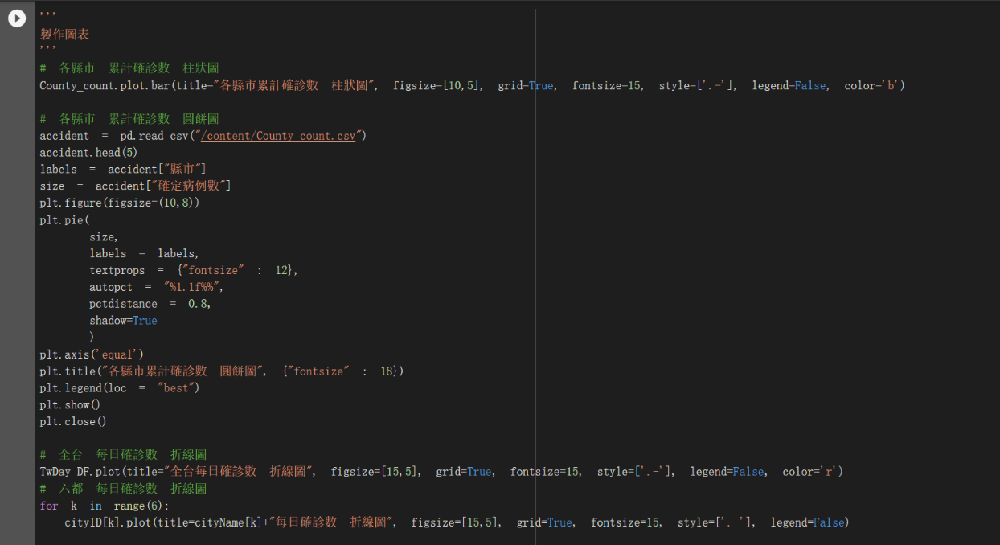 '''
製作圖表
'''
# 各縣市 累計確診數 柱狀圖
County_count.plot.bar(title="各縣市累計確診數 柱狀圖", figsize=[10,5], grid=True, fontsize=15, style=['.-'], legend=False, color='b')
# 各縣市 累計確診數 圓餅圖
accident = pd.read_csv("/content/County_count.csv")
accident.head(5)
labels = accident["縣市"]
size = accident["確定病例數"]
plt.figure(figsize=(10,8))
plt.pie(
size,
labels = labels,
textprops = {"fontsize" : 12},
autopct = "%1.1f%%",
pctdistance = 0.8,
shadow=True
)
plt.axis('equal')
plt.title("各縣市累計確診數 圓餅圖", {"fontsize" : 18})
plt.legend(loc = "best")
plt.show()
plt.close()
# 全台 每日確診數 折線圖
TwDay_DF.plot(title="全台每日確診數 折線圖", figsize=[15,5], grid=True, fontsize=15, style=['.-'], legend=False, color='r')
# 六都 每日確診數 折線圖
for k in range(6):
cityID[k].plot(title=cityName[k]+"每日確診數 折線圖", figsize=[15,5], grid=True, fontsize=15, style=['.-'], legend=False)